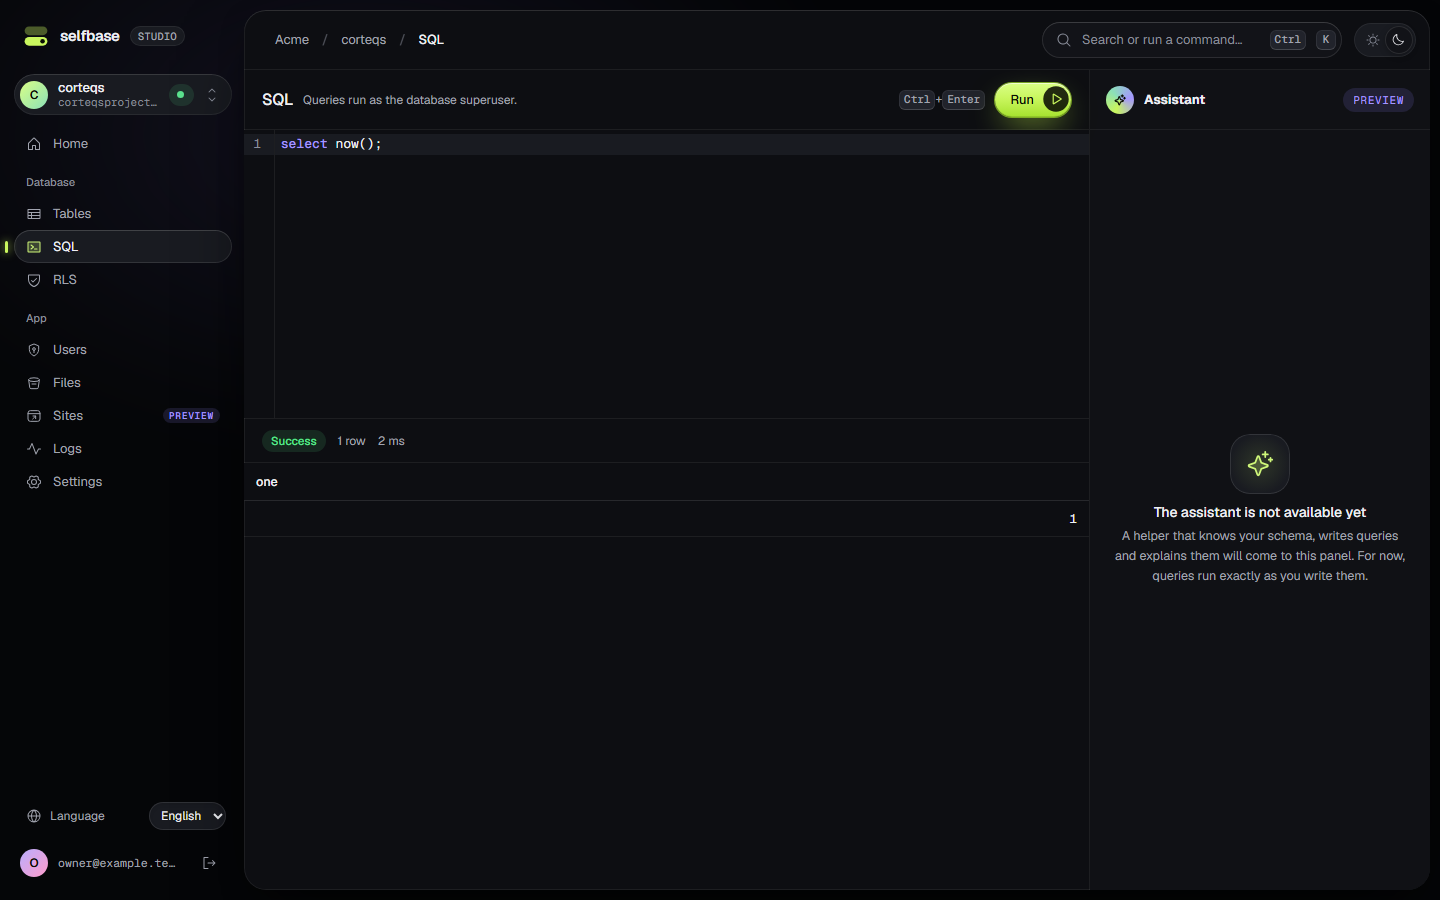 selfbase STUDIO
Acme / corteqs / SQL
Search or run a command... Ctrl K
C corteqs
corteqsproject...
Home
Database
Tables
SQL
RLS
App
Users
Files
Sites PREVIEW
Logs
Settings
Language English
O owner@example.te...
SQL Queries run as the database superuser.
Ctrl+Enter Run
1 select now();
Success 1 row 2 ms
one
1
Assistant PREVIEW
The assistant is not available yet
A helper that knows your schema, writes queries
and explains them will come to this panel. For now,
queries run exactly as you write them.